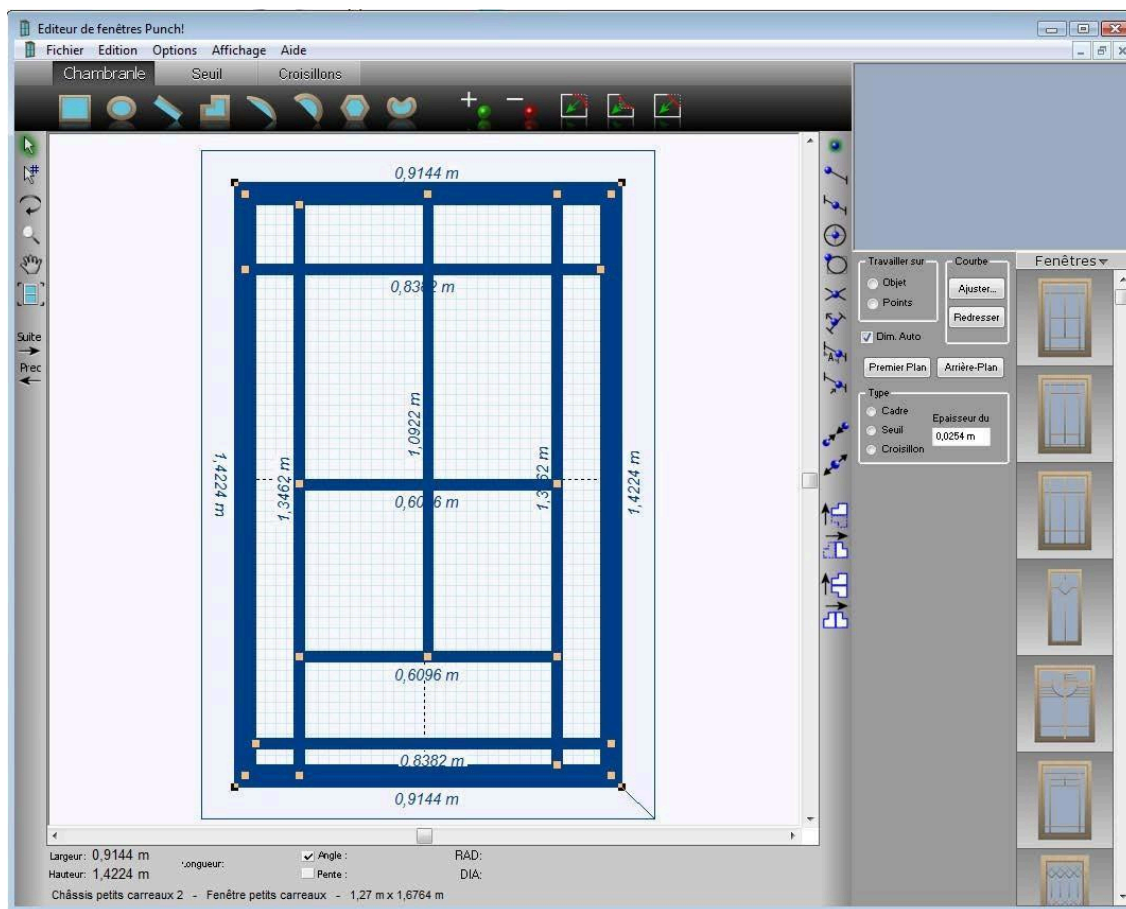 Editeur de fenêtres Punch!
Fichier Edition Options Affichage Aide
Chambranle Seuil Croisillons
Suite
Prec
0,9144 m
0,8382 m
1,0922 m
1,4224 m
1,3462 m
1,3462 m
1,4224 m
0,6096 m
0,6096 m
0,8382 m
0,9144 m
Travailler sur
Objet
Points
Courbe
Ajuster...
Redresser
Dim. Auto
Premier Plan Arrière-Plan
Type
Cadre
Seuil
Croisillon
Epaisseur du
0,0254 m
Fenêtres
Largeur: 0,9144 m
Hauteur: 1,4224 m
Longueur:
Angle :
Pente :
RAD:
DIA:
Châssis petits carreaux 2 - Fenêtre petits carreaux - 1,27 m x 1,6764 m